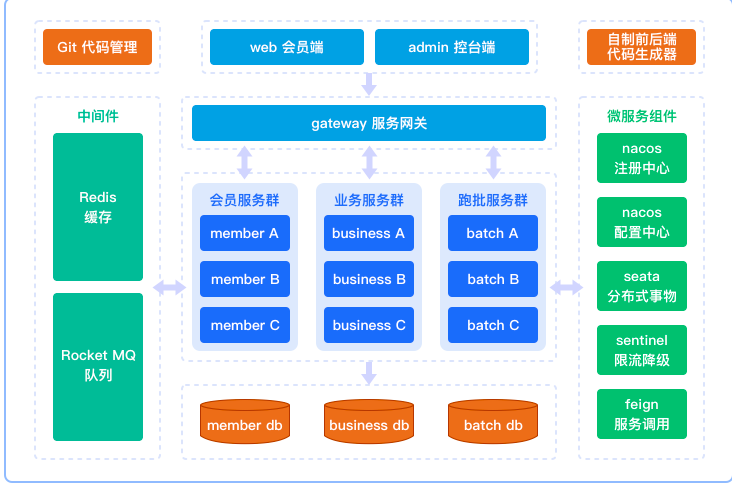 Git 代码管理
web 会员端
admin 控台端
自制前后端
代码生成器
中间件
Redis
缓存
Rocket MQ
队列
gateway 服务网关
会员服务群
member A
member B
member C
业务服务群
business A
business B
business C
跑批服务群
batch A
batch B
batch C
member db
business db
batch db
微服务组件
nacos
注册中心
nacos
配置中心
seata
分布式事物
sentinel
限流降级
feign
服务调用